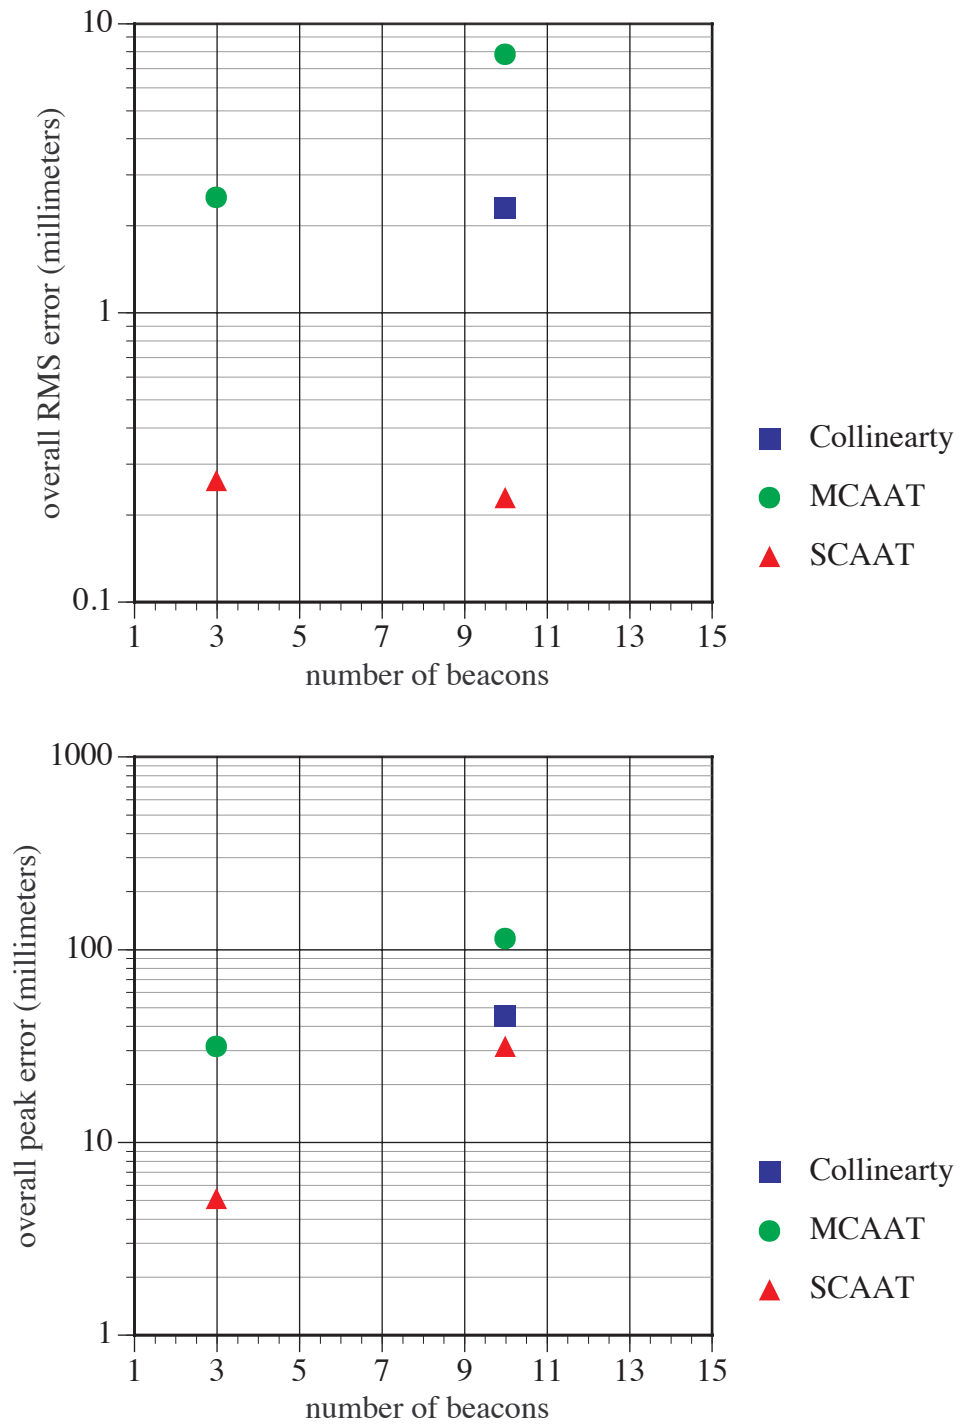 10
1
0.1
overall RMS error (millimeters)
1 3 5 7 9 11 13 15
number of beacons
Collinearty
MCAAT
SCAAT
1000
100
10
1
overall peak error (millimeters)
1 3 5 7 9 11 13 15
number of beacons
Collinearty
MCAAT
SCAAT